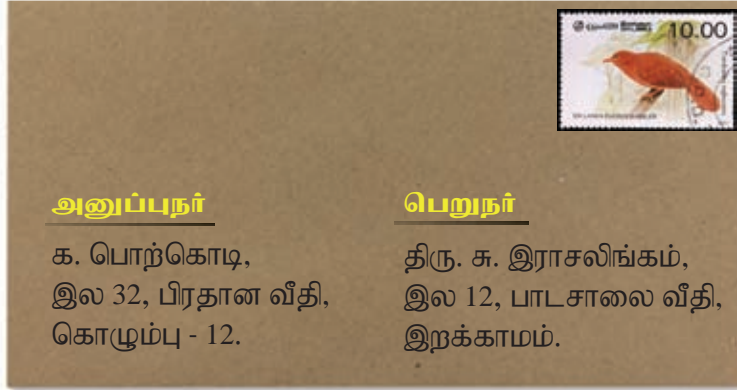 10.00
அனுப்புநர்
க. பொற்கொடி,
இல 32, பிரதான வீதி,
கொழும்பு - 12.
பெறுநர்
திரு. சு. இராசலிங்கம்,
இல 12, பாடசாலை வீதி,
இறக்காமம்.